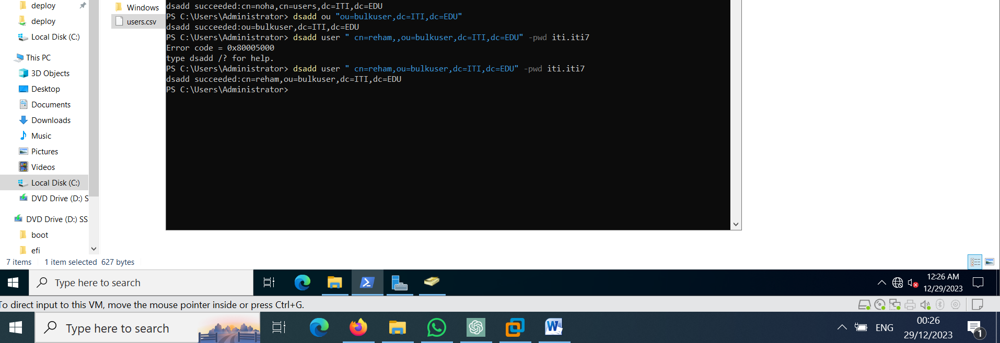 deploy
deploy
Local Disk (C:)
This PC
3D Objects
Desktop
Documents
Downloads
Music
Pictures
Videos
Local Disk (C:)
DVD Drive (D:) S
DVD Drive (D:) SS
boot
efi
Windows
users.csv
dsadd succeeded:cn=noha,cn=users,dc=ITI,dc=EDU
PS C:\Users\Administrator> dsadd ou "ou=bulkuser,dc=ITI,dc=EDU"
dsadd succeeded:ou=bulkuser,dc=ITI,dc=EDU
PS C:\Users\Administrator> dsadd user " cn=reham,,ou=bulkuser,dc=ITI,dc=EDU" -pwd iti.iti7
Error code = 0x80005000
type dsadd /? for help.
PS C:\Users\Administrator> dsadd user " cn=reham,ou=bulkuser,dc=ITI,dc=EDU" -pwd iti.iti7
dsadd succeeded:cn=reham,ou=bulkuser,dc=ITI,dc=EDU
PS C:\Users\Administrator>
7 items 1 item selected 627 bytes
Type here to search
12:26 AM
12/29/2023
To direct input to this VM, move the mouse pointer inside or press Ctrl+G.
Type here to search
ENG
00:26
29/12/2023
1